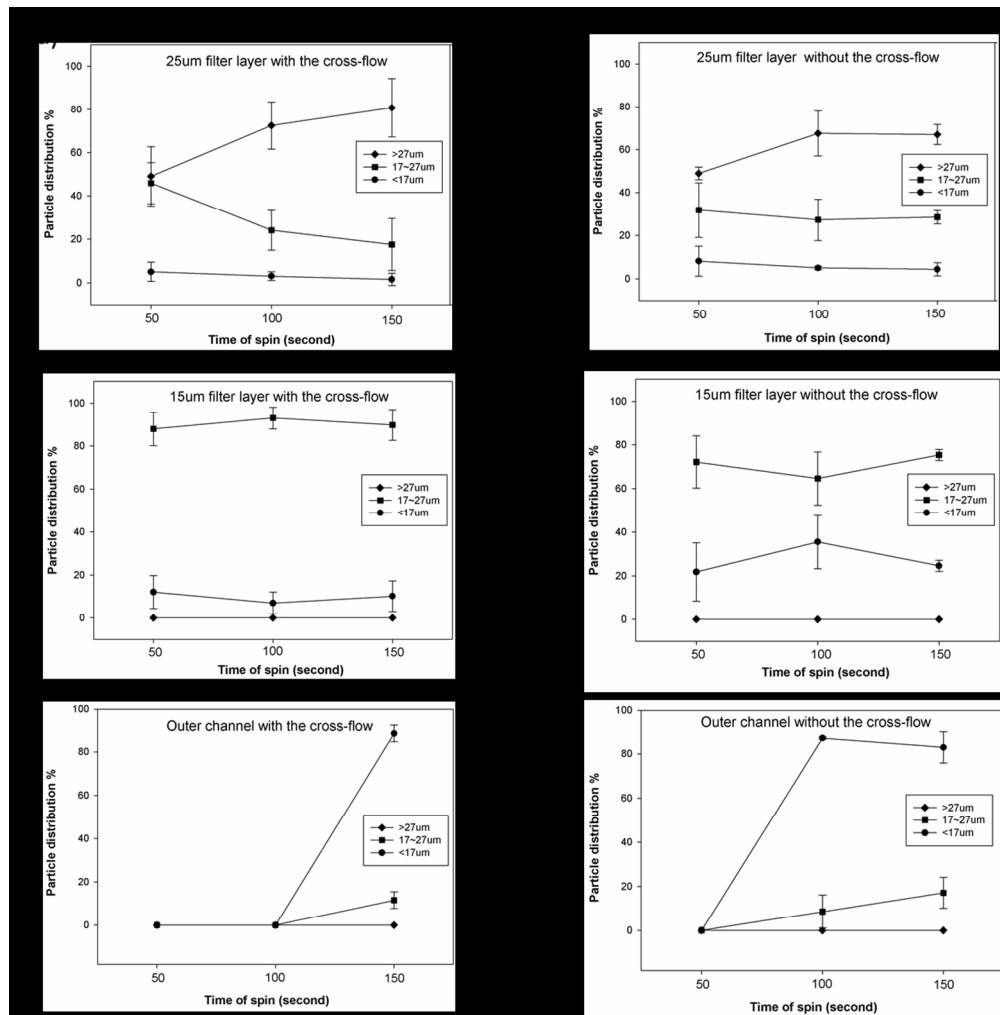 25um filter layer with the cross-flow
Particle distribution %
100
80
60
40
20
0
>27um
17~27um
<17um
50
100
150
Time of spin (second)
25um filter layer without the cross-flow
Particle distribution %
100
80
60
40
20
0
>27um
17~27um
<17um
50
100
150
Time of spin (second)
15um filter layer with the cross-flow
Particle distribution %
100
80
60
40
20
0
>27um
17~27um
<17um
50
100
150
Time of spin (second)
15um filter layer without the cross-flow
Particle distribution %
100
80
60
40
20
0
>27um
17~27um
<17um
50
100
150
Time of spin (second)
Outer channel with the cross-flow
Particle distribution %
100
80
60
40
20
0
>27um
17~27um
<17um
50
100
150
Time of spin (second)
Outer channel without the cross-flow
Particle distribution %
100
80
60
40
20
0
>27um
17~27um
<17um
50
100
150
Time of spin (second)